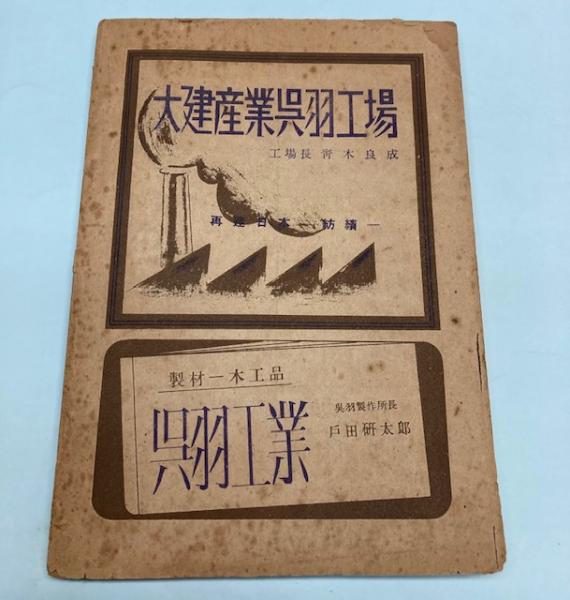 大建産業呉羽工場
工場長 青木良成
再建日本―紡績―
製材―木工品
呉羽工業
呉羽製作所長
戸田研太郎